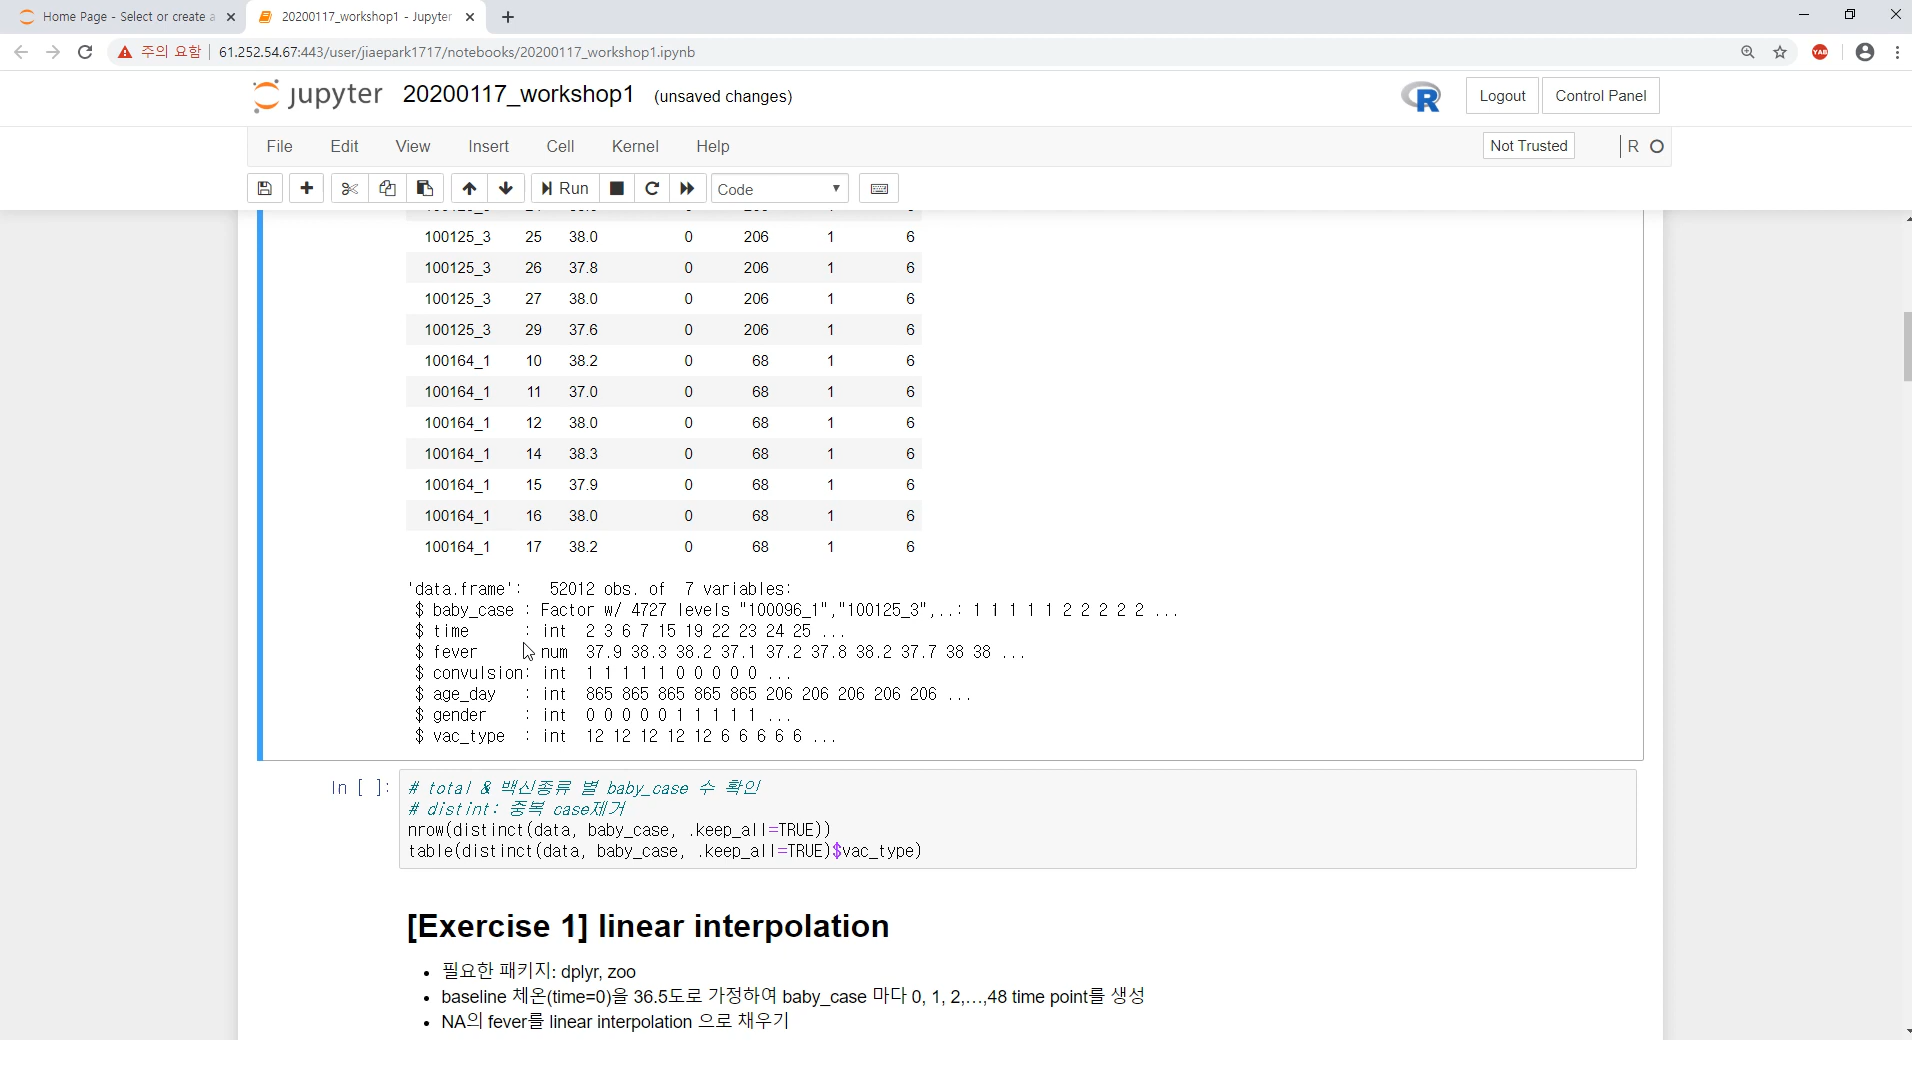 Home Page - Select or create a
20200117_workshop1 - Jupyter
주의 요함 | 61.252.54.67:443/user/jiaepark1717/notebooks/20200117_workshop1.ipynb
YAB
jupyter 20200117_workshop1 (unsaved changes)
R
Logout
Control Panel
File Edit View Insert Cell Kernel Help
Not Trusted
R
Run
Code
100125_3 25 38.0 0 206 1 6
100125_3 26 37.8 0 206 1 6
100125_3 27 38.0 0 206 1 6
100125_3 29 37.6 0 206 1 6
100164_1 10 38.2 0 68 1 6
100164_1 11 37.0 0 68 1 6
100164_1 12 38.0 0 68 1 6
100164_1 14 38.3 0 68 1 6
100164_1 15 37.9 0 68 1 6
100164_1 16 38.0 0 68 1 6
100164_1 17 38.2 0 68 1 6
'data.frame': 52012 obs. of 7 variables:
$ baby_case : Factor w/ 4727 levels "100096_1","100125_3",..: 1 1 1 1 1 2 2 2 2 2 ...
$ time : int 2 3 6 7 15 19 22 23 24 25 ...
$ fever num 37.9 38.3 38.2 37.1 37.2 37.8 38.2 37.7 38 38 ...
$ convulsion: int 1 1 1 1 1 0 0 0 0 0 ...
$ age_day : int 865 865 865 865 865 206 206 206 206 206 ...
$ gender : int 0 0 0 0 0 1 1 1 1 1 ...
$ vac_type : int 12 12 12 12 12 6 6 6 6 6 ...
In [ ]:
# total & 백신종류 별 baby_case 수 확인
# distint: 중복 case제거
nrow(distinct(data, baby_case, .keep_all=TRUE))
table(distinct(data, baby_case, .keep_all=TRUE)$vac_type)
[Exercise 1] linear interpolation
• 필요한 패키지: dplyr, zoo
• baseline 체온(time=0)을 36.5도로 가정하여 baby_case 마다 0, 1, 2,...,48 time point를 생성
• NA의 fever를 linear interpolation 으로 채우기